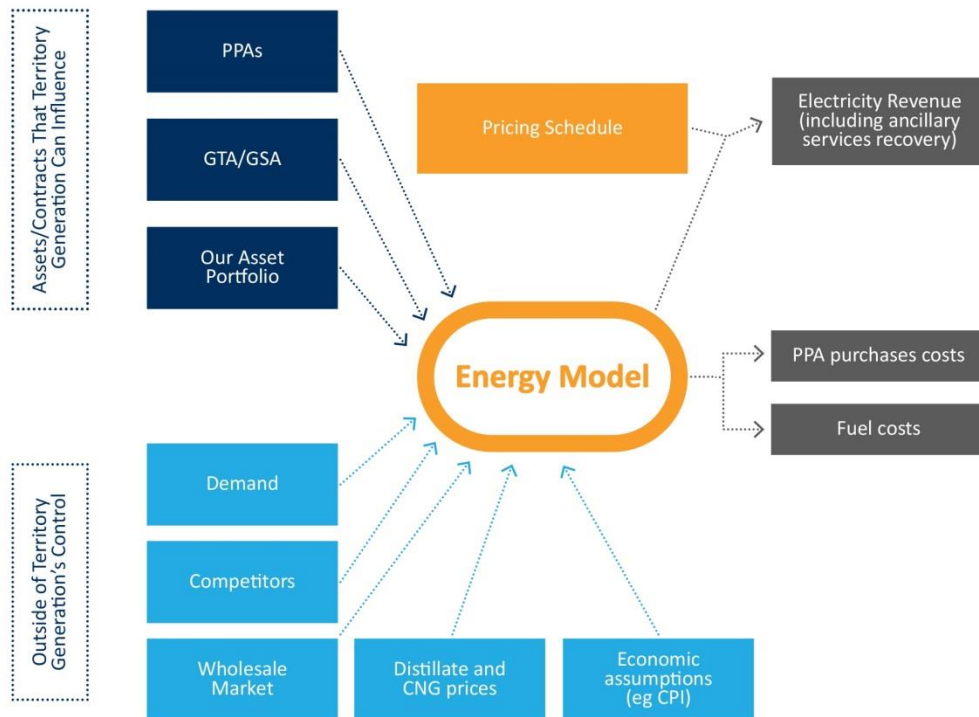 Assets/Contracts That Territory
Generation Can Influence
PPAs
GTA/GSA
Our Asset
Portfolio
Pricing Schedule
Electricity Revenue
(including ancillary
services recovery)
Energy Model
PPA purchases costs
Fuel costs
Outside of Territory
Generation's Control
Demand
Competitors
Wholesale
Market
Distillate and
CNG prices
Economic
assumptions
(eg CPI)